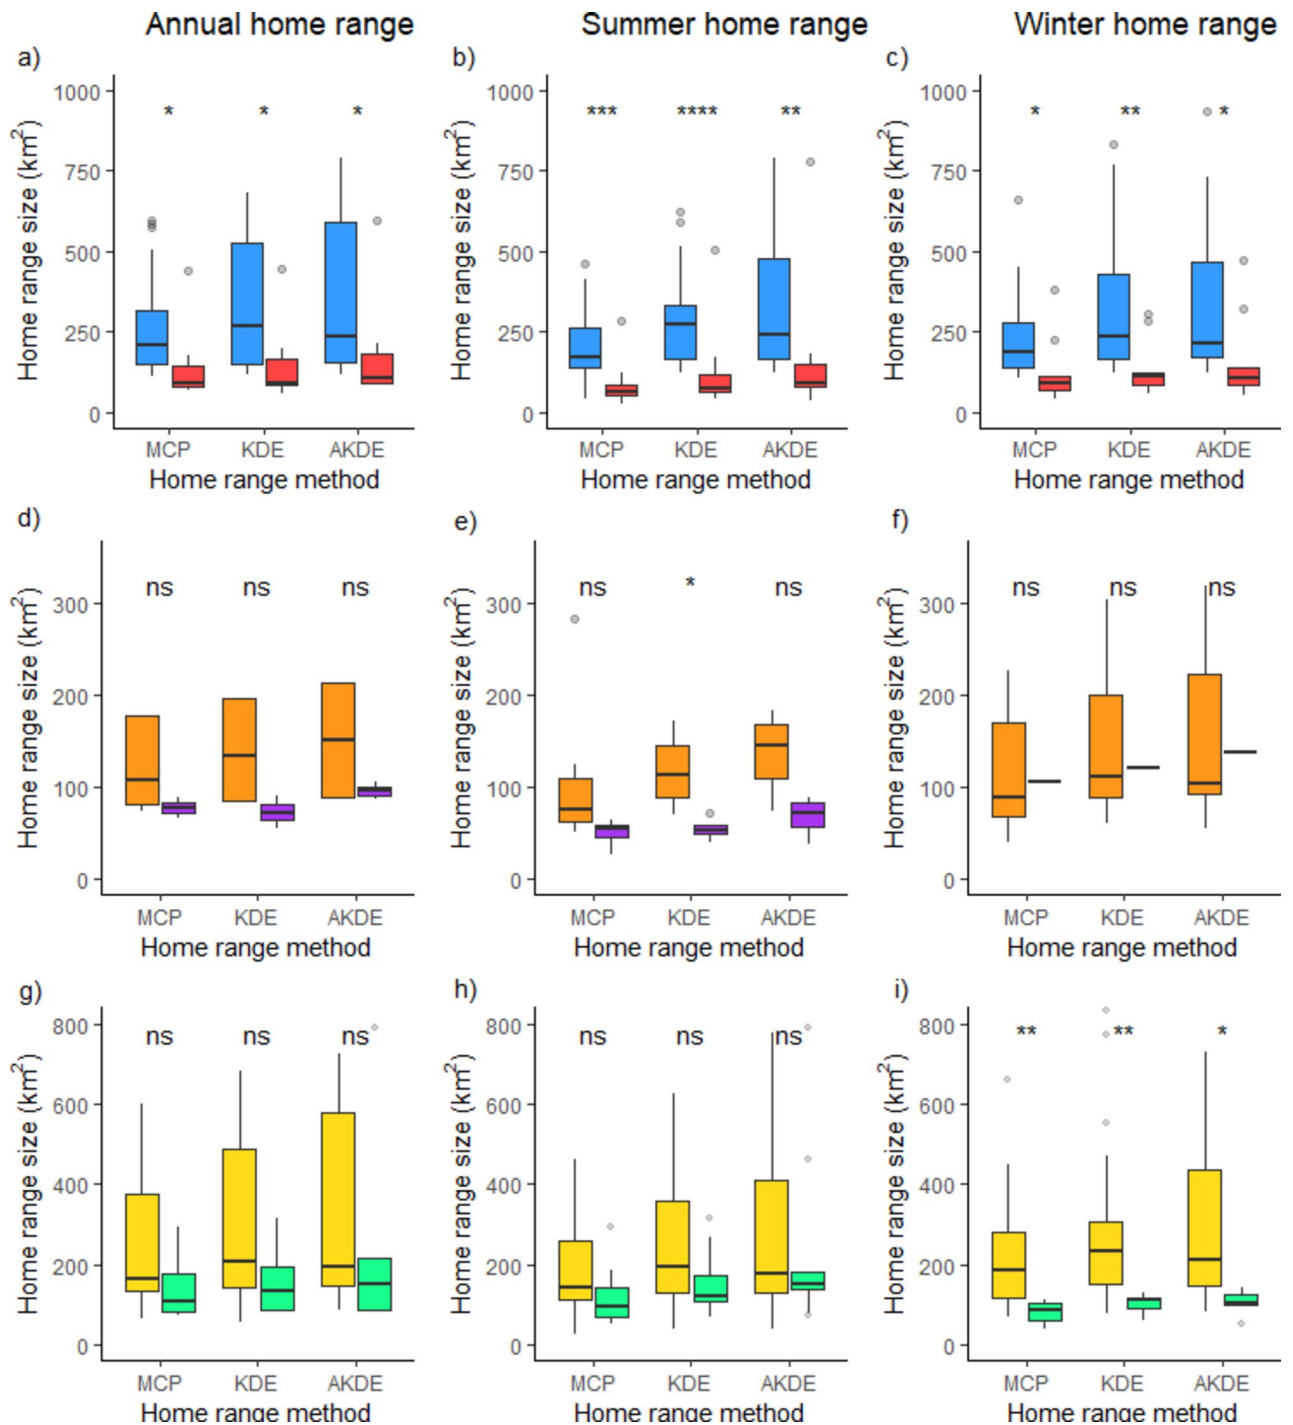 Annual home range
Summer home range
Winter home range
a)
b)
c)
Home range size (km²)
1000
750
500
250
0
* * *
MCP KDE AKDE
Home range method
Home range size (km²)
1000
750
500
250
0
*** **** **
MCP KDE AKDE
Home range method
Home range size (km²)
1000
750
500
250
0
* ** *
MCP KDE AKDE
Home range method
d)
e)
f)
Home range size (km²)
300
200
100
0
ns ns ns
MCP KDE AKDE
Home range method
Home range size (km²)
300
200
100
0
ns * ns
MCP KDE AKDE
Home range method
Home range size (km²)
300
200
100
0
ns ns ns
MCP KDE AKDE
Home range method
g)
h)
i)
Home range size (km²)
800
600
400
200
0
ns ns ns
MCP KDE AKDE
Home range method
Home range size (km²)
800
600
400
200
0
ns ns ns
MCP KDE AKDE
Home range method
Home range size (km²)
800
600
400
200
0
** ** *
MCP KDE AKDE
Home range method